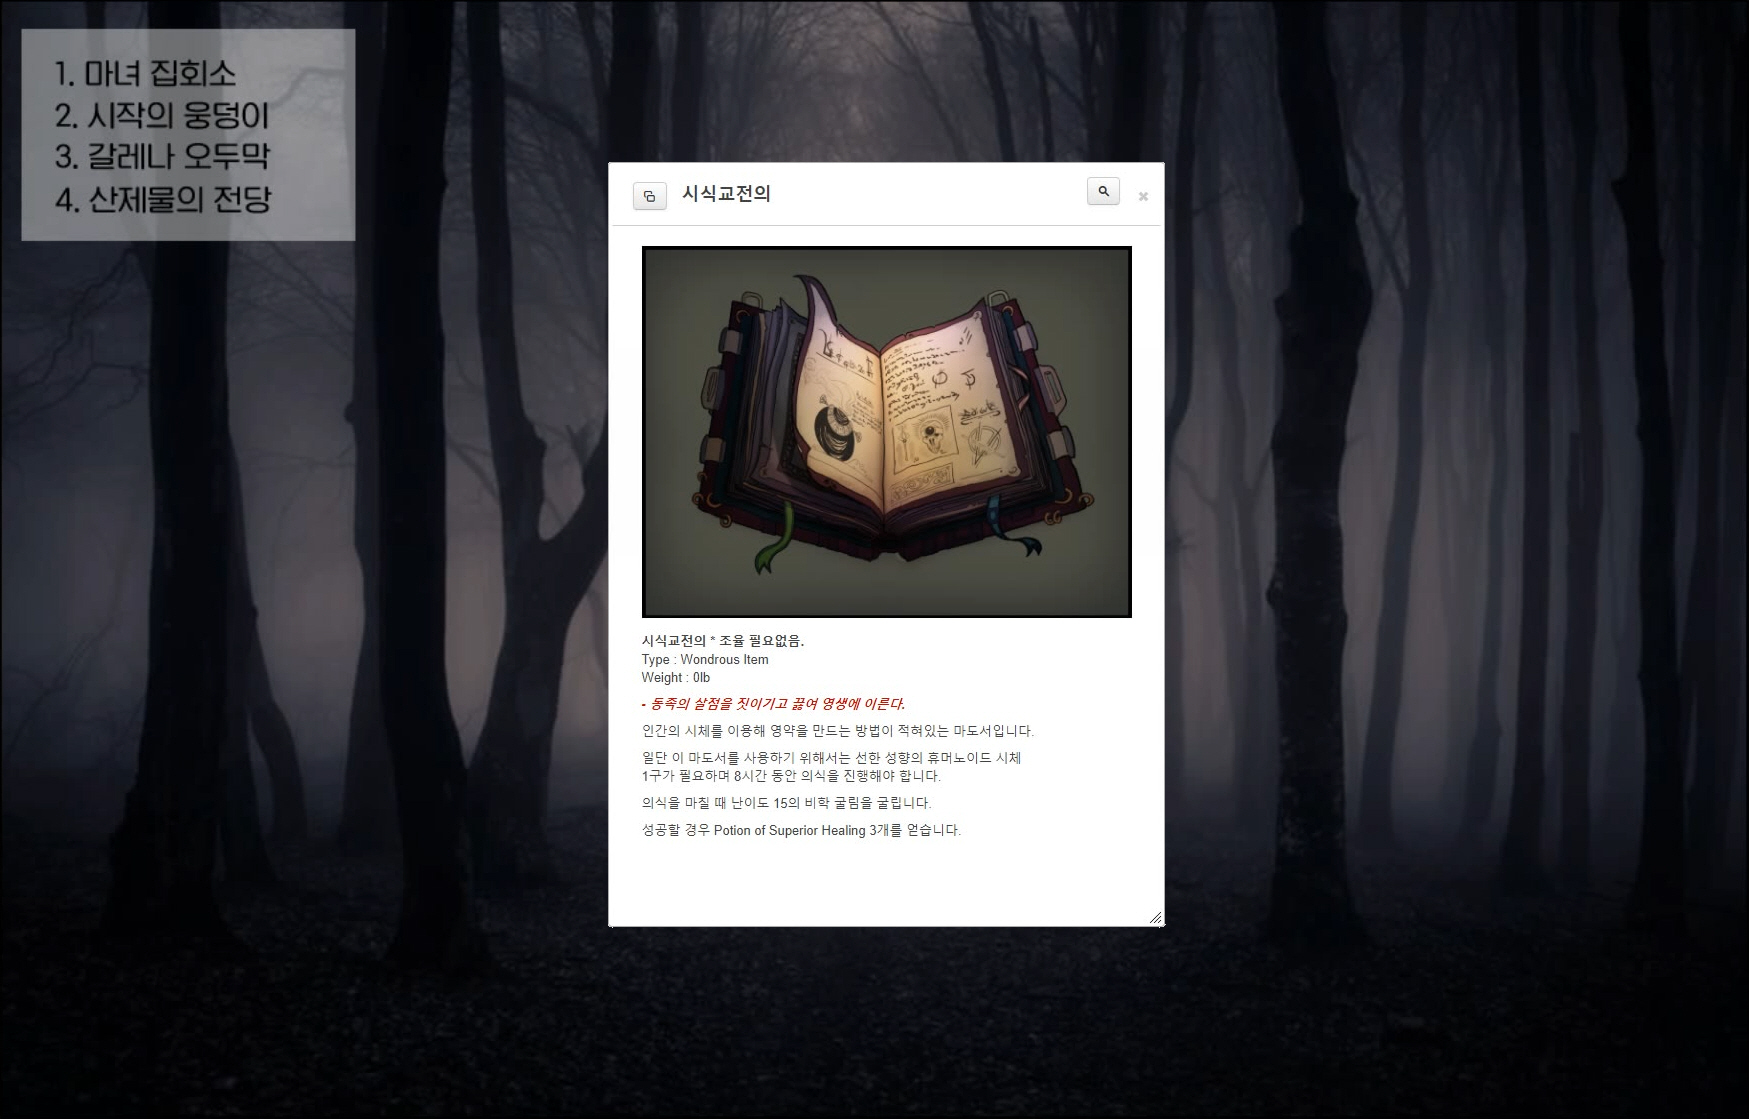 1. 마녀 집회소
2. 시작의 웅덩이
3. 갈레나 오두막
4. 산제물의 전당
시식교전의
시식교전의 * 조율 필요없음.
Type : Wondrous Item
Weight : 0lb
- 동족의 살점을 짓이기고 끓여 영생에 이른다.
인간의 시체를 이용해 영약을 만드는 방법이 적혀있는 마도서입니다.
일단 이 마도서를 사용하기 위해서는 선한 성향의 휴머노이드 시체
1구가 필요하며 8시간 동안 의식을 진행해야 합니다.
의식을 마칠 때 난이도 15의 비학 굴림을 굴립니다.
성공할 경우 Potion of Superior Healing 3개를 얻습니다.